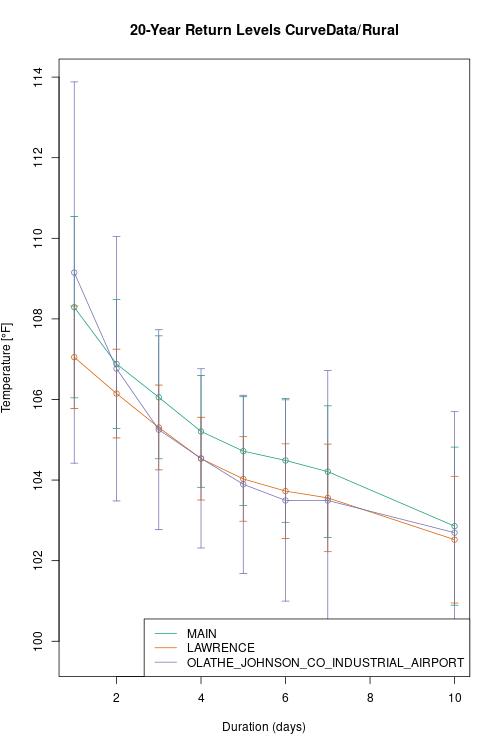 20-Year Return Levels CurveData/Rural
Temperature [°F]
114
112
110
108
106
104
102
100
2
4
6
8
10
Duration (days)
MAIN
LAWRENCE
OLATHE_JOHNSON_CO_INDUSTRIAL_AIRPORT